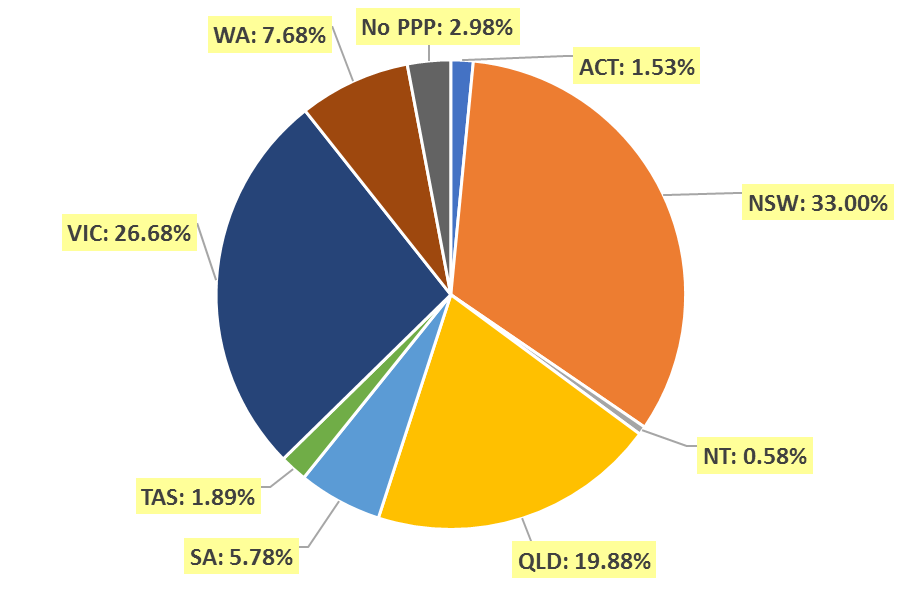 No PPP: 2.98%
WA: 7.68%
ACT: 1.53%
NSW: 33.00%
VIC: 26.68%
NT: 0.58%
TAS: 1.89%
SA: 5.78%
QLD: 19.88%